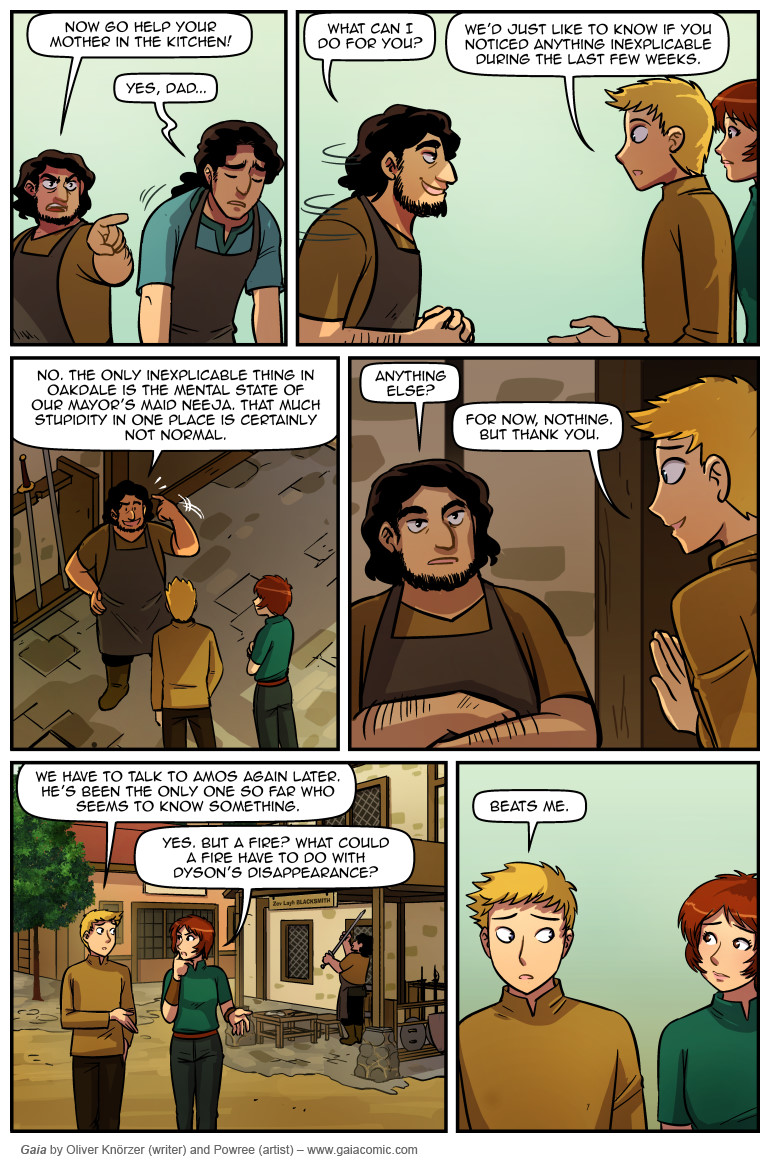 NOW GO HELP YOUR
MOTHER IN THE KITCHEN!
YES, DAD...
WHAT CAN I
DO FOR YOU?
WE'D JUST LIKE TO KNOW IF YOU
NOTICED ANYTHING INEXPLICABLE
DURING THE LAST FEW WEEKS.
NO. THE ONLY INEXPLICABLE THING IN
OAKDALE IS THE MENTAL STATE OF
OUR MAYOR'S MAID NEEJA. THAT MUCH
STUPIDITY IN ONE PLACE IS CERTAINLY
NOT NORMAL.
ANYTHING
ELSE?
FOR NOW, NOTHING.
BUT THANK YOU.
WE HAVE TO TALK TO AMOS AGAIN LATER.
HE'S BEEN THE ONLY ONE SO FAR WHO
SEEMS TO KNOW SOMETHING.
YES. BUT A FIRE? WHAT COULD
A FIRE HAVE TO DO WITH
DYSON'S DISAPPEARANCE?
Zev Layh BLACKSMITH
BEATS ME.
Gaia by Oliver Knörzer (writer) and Powree (artist) – www.gaiacomic.com